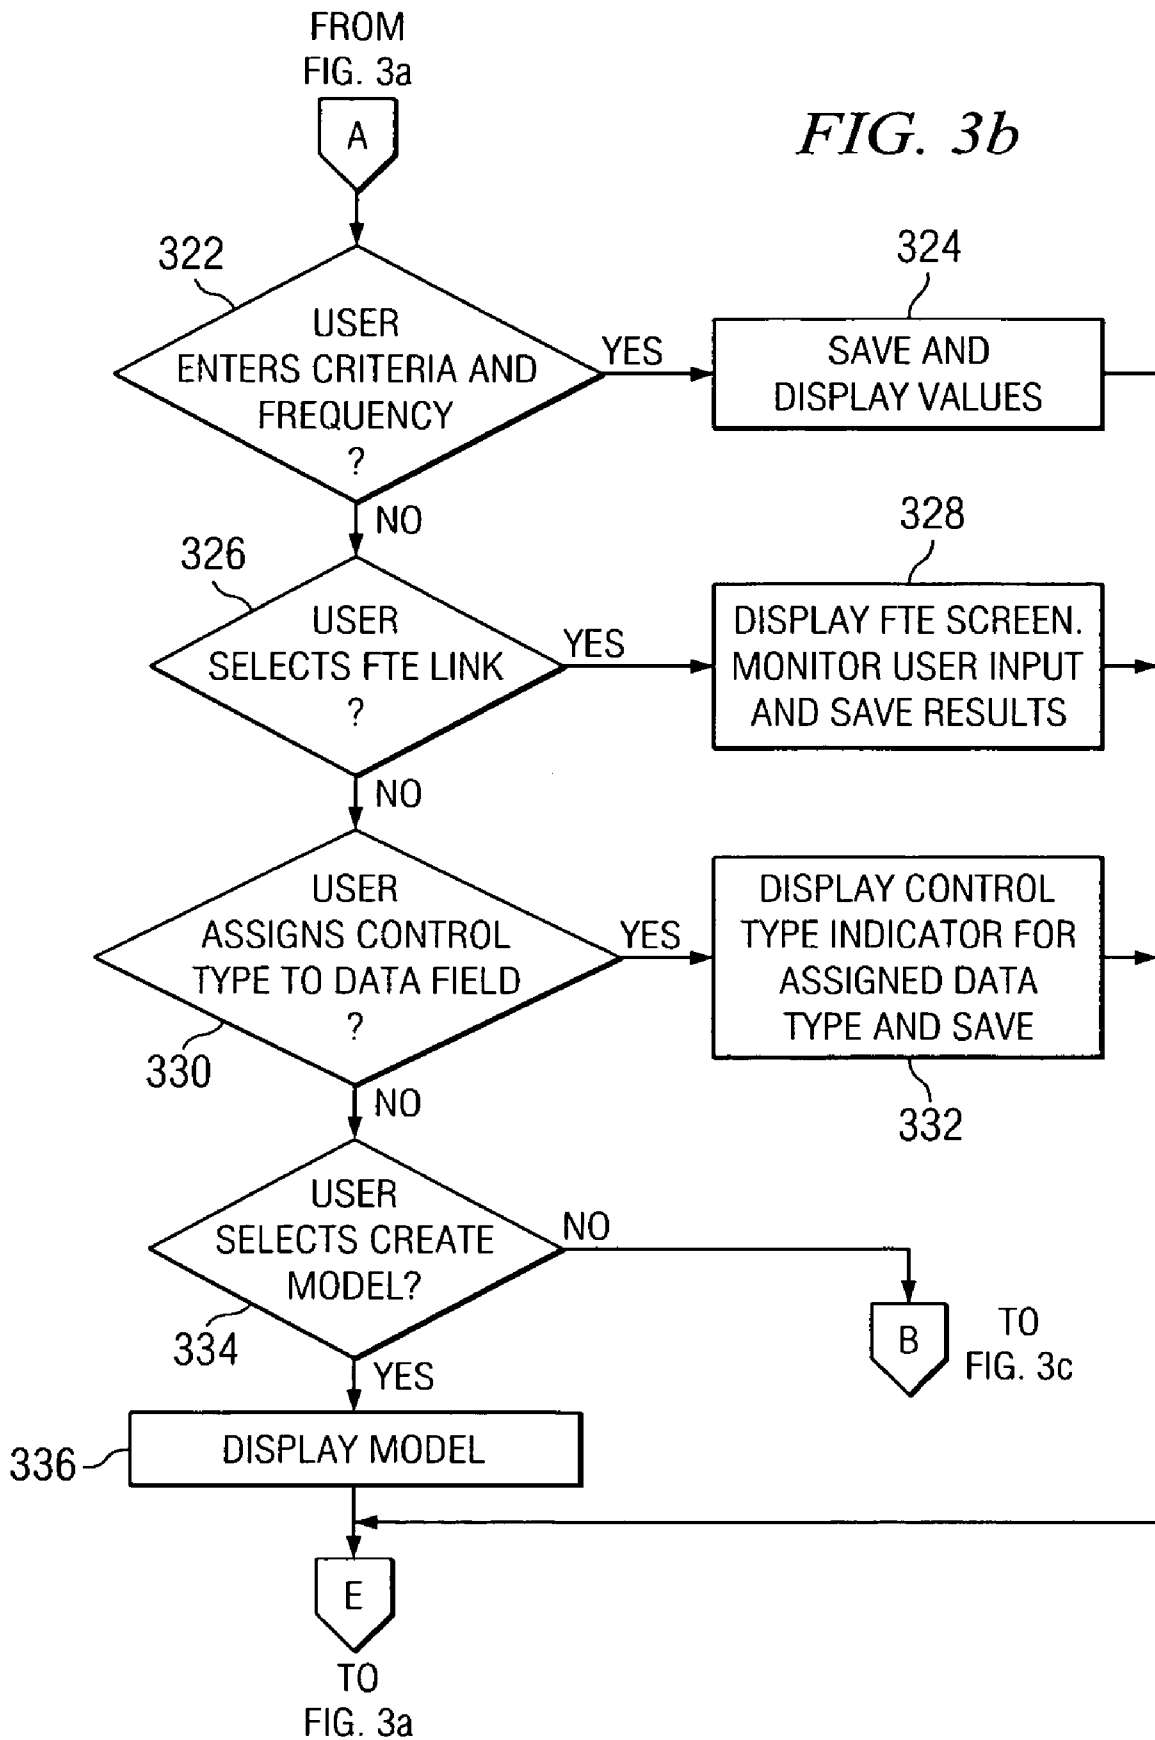 FROM
FIG. 3a
A
FIG. 3b
322
USER
ENTERS CRITERIA AND
FREQUENCY
?
YES
324
SAVE AND
DISPLAY VALUES
NO
326
USER
SELECTS FTE LINK
?
YES
328
DISPLAY FTE SCREEN.
MONITOR USER INPUT
AND SAVE RESULTS
NO
USER
ASSIGNS CONTROL
TYPE TO DATA FIELD
?
330
YES
DISPLAY CONTROL
TYPE INDICATOR FOR
ASSIGNED DATA
TYPE AND SAVE
332
NO
USER
SELECTS CREATE
MODEL?
334
NO
B
TO
FIG. 3c
YES
DISPLAY MODEL
336
E
TO
FIG. 3a